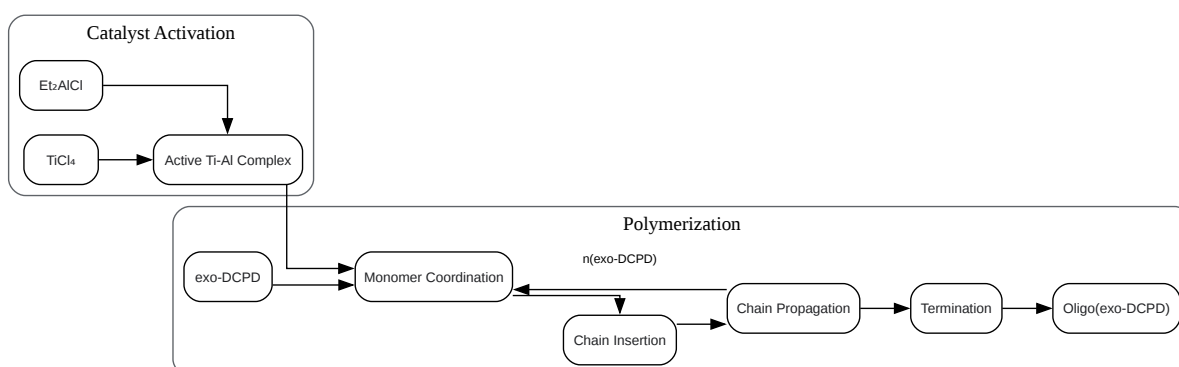 Catalyst Activation
Et₂AlCl
TiCl₄
Active Ti-Al Complex
Polymerization
exo-DCPD
Monomer Coordination
n(exo-DCPD)
Chain Insertion
Chain Propagation
Termination
Oligo(exo-DCPD)